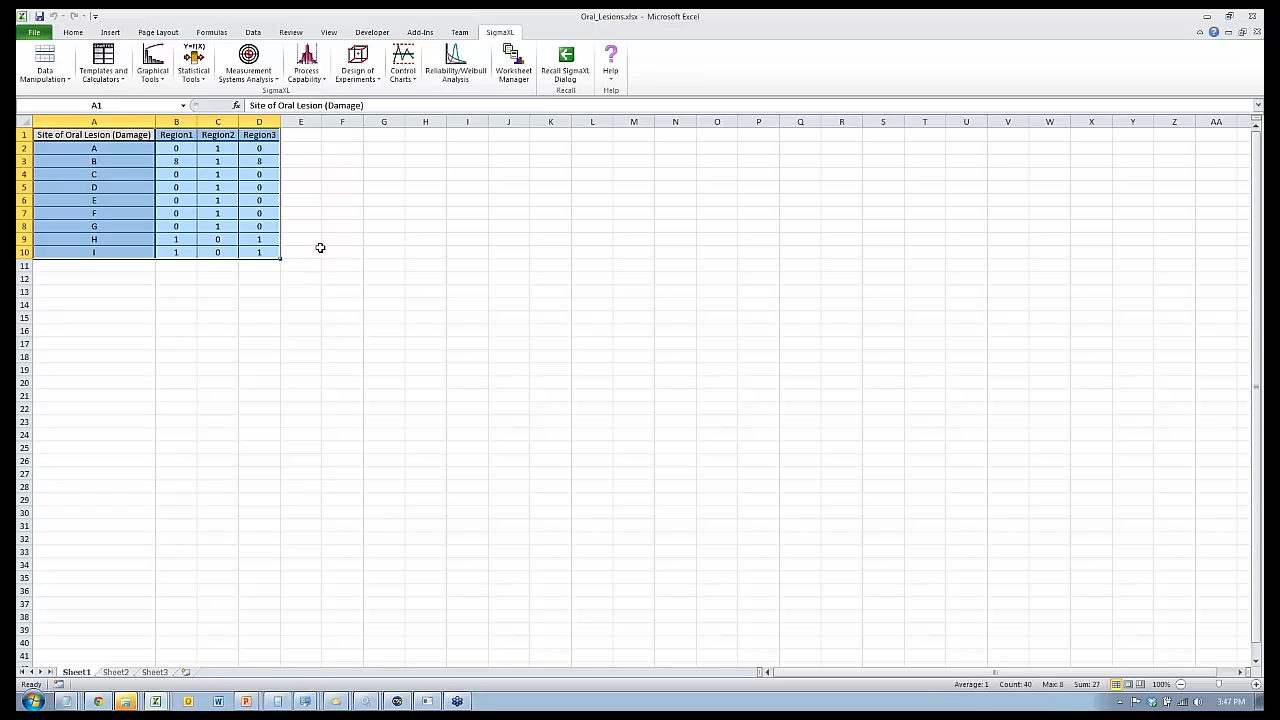 Oral_Lesions.xlsx - Microsoft Excel
File Home Insert Page Layout Formulas Data Review View Developer Add-Ins Team SigmaXL
Data Manipulation
Templates and Calculators
Graphical Tools
Y=f(X)
Statistical Tools
Measurement Systems Analysis
Process Capability
Design of Experiments
Control Charts
Reliability/Weibull Analysis
Worksheet Manager
Recall SigmaXL Dialog
Help
SigmaXL Recall Help
A1 fx Site of Oral Lesion (Damage)
A B C D E F G H I J K L M N O P Q R S T U V W X Y Z AA
1 Site of Oral Lesion (Damage) Region1 Region2 Region3
2 A 0 1 0
3 B 8 1 8
4 C 0 1 0
5 D 0 1 0
6 E 0 1 0
7 F 0 1 0
8 G 0 1 0
9 H 1 0 1
10 I 1 0 1
11
12
13
14
15
16
17
18
19
20
21
22
23
24
25
26
27
28
29
30
31
32
33
34
35
36
37
38
39
40
41
Sheet1 Sheet2 Sheet3
Ready Average: 1 Count: 40 Max: 8 Sum: 27 100%
3:47 PM